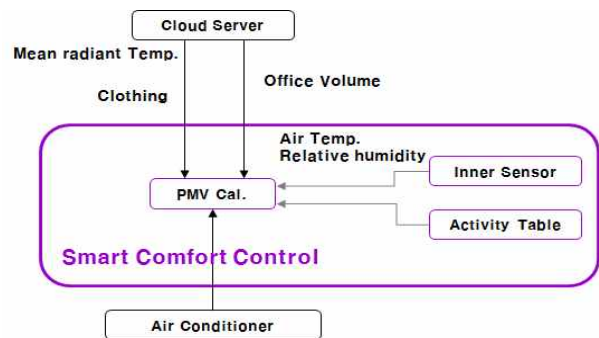 Cloud Server
Mean radiant Temp.
Office Volume
Clothing
Air Temp.
Relative humidity
Inner Sensor
PMV Cal.
Activity Table
Smart Comfort Control
Air Conditioner